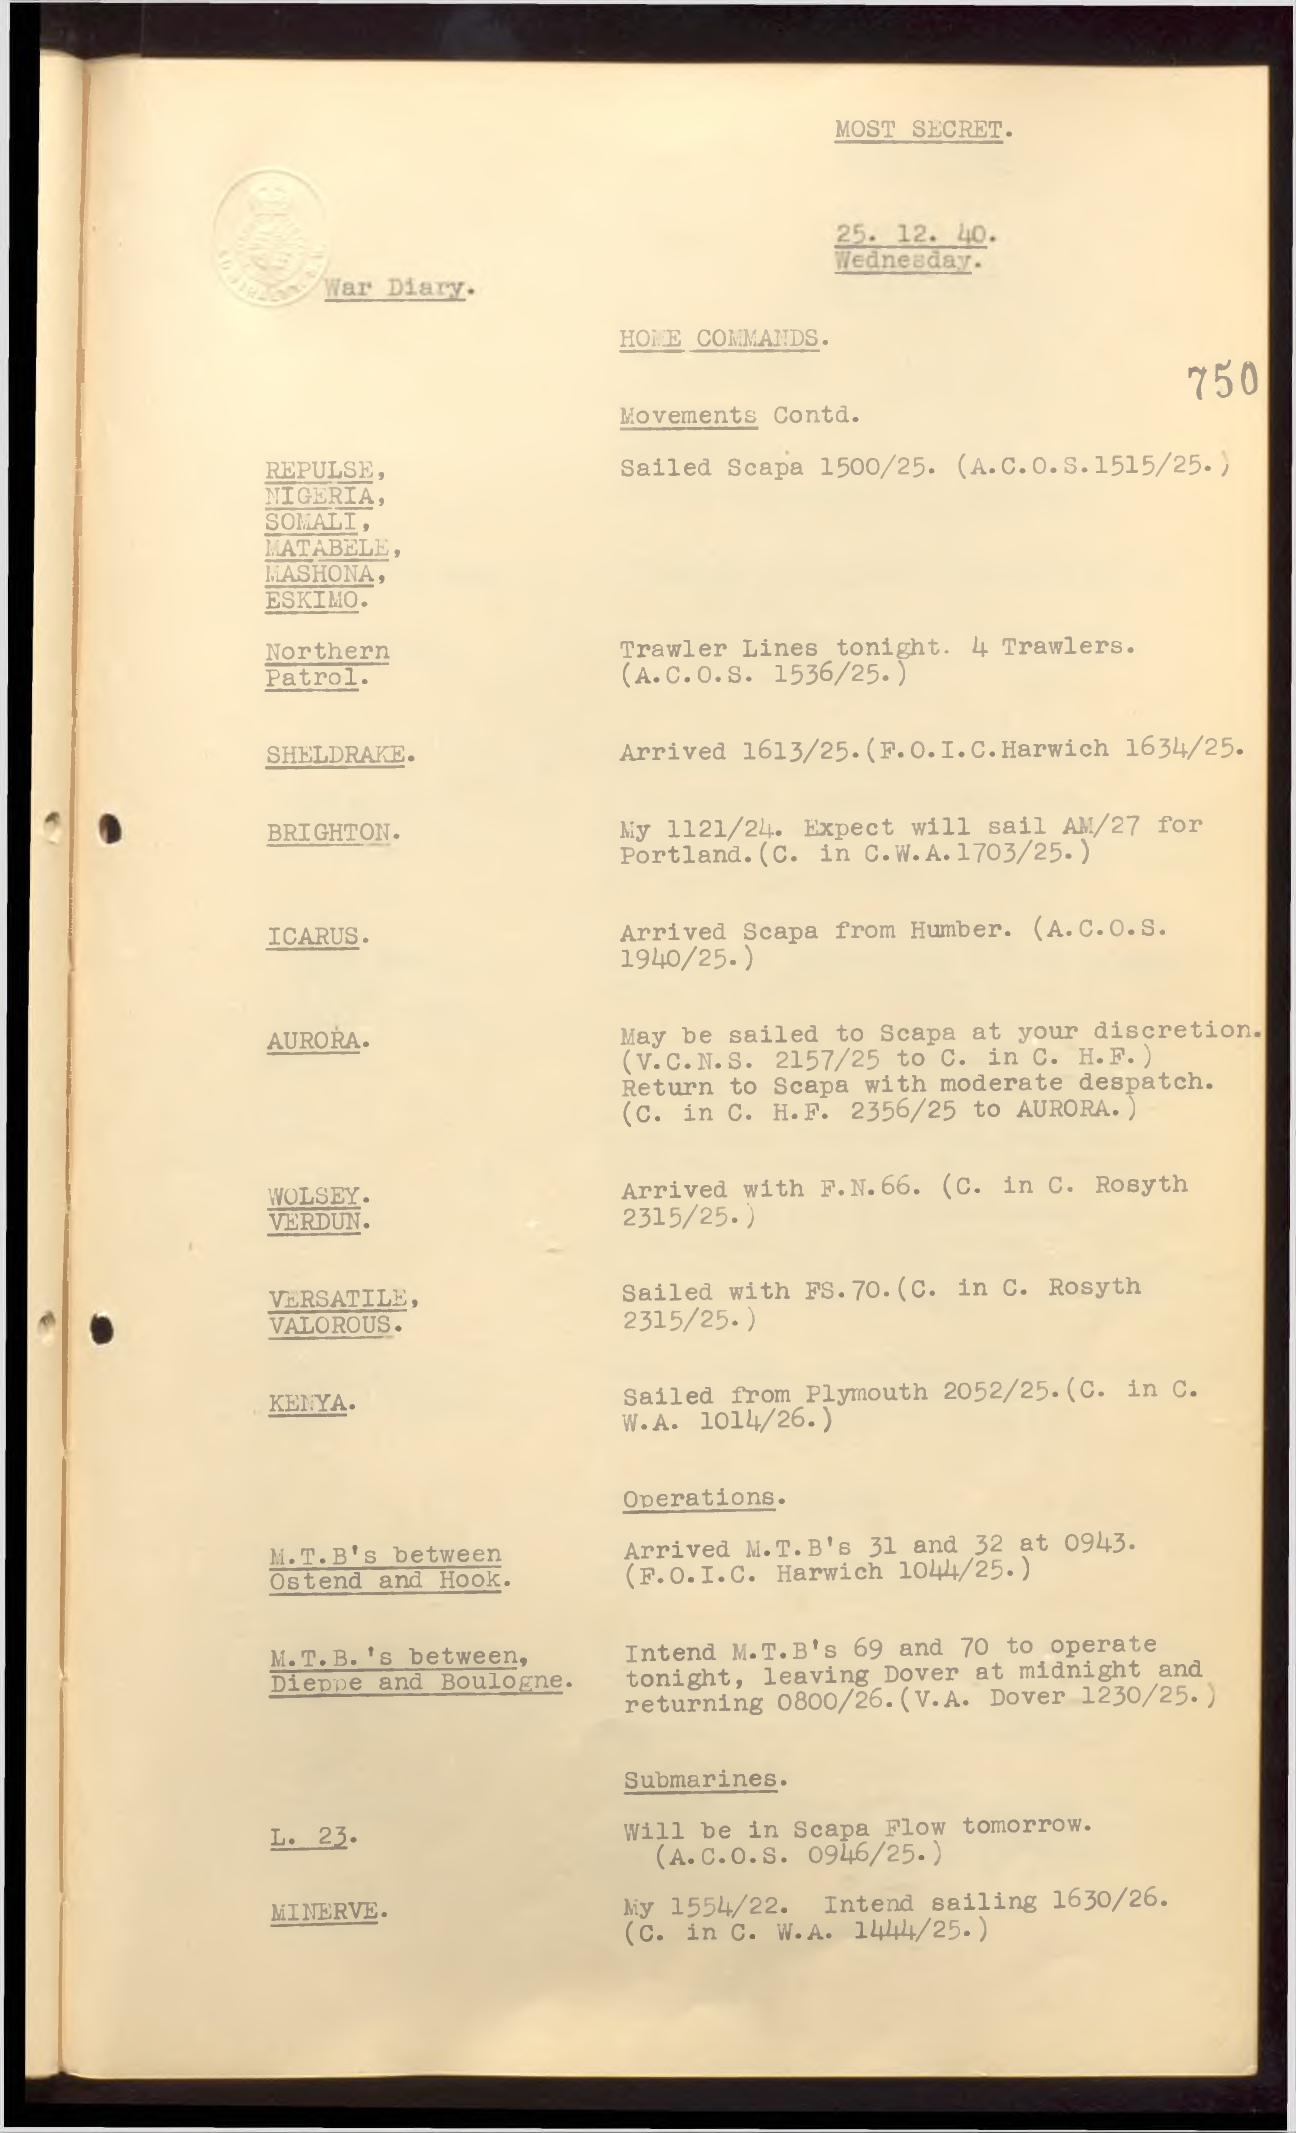 MOST SECRET.
25. 12. 40.
Wednesday.
War Diary.
HOME COMMANDS.
750
Movements Contd.
REPULSE, Sailed Scapa 1500/25. (A.C.O.S.1515/25.)
NIGERIA,
SOMALI,
MATABELE,
MASHONA,
ESKIMO.
Northern Trawler Lines tonight. 4 Trawlers.
Patrol. (A.C.O.S. 1536/25.)
SHELDRAKE. Arrived 1613/25.(F.O.I.C.Harwich 1634/25.
BRIGHTON. My 1121/24. Expect will sail AM/27 for
Portland.(C. in C.W.A.1703/25.)
ICARUS. Arrived Scapa from Humber. (A.C.O.S.
1940/25.)
AURORA. May be sailed to Scapa at your discretion.
(V.C.N.S. 2157/25 to C. in C. H.F.)
Return to Scapa with moderate despatch.
(C. in C. H.F. 2356/25 to AURORA.)
WOLSEY. Arrived with F.N.66. (C. in C. Rosyth
VERDUN. 2315/25.)
VERSATILE, Sailed with FS.70.(C. in C. Rosyth
VALOROUS. 2315/25.)
KENYA. Sailed from Plymouth 2052/25.(C. in C.
W.A. 1014/26.)
Operations.
M.T.B's between Arrived M.T.B's 31 and 32 at 0943.
Ostend and Hook. (F.O.I.C. Harwich 1044/25.)
M.T.B.'s between, Intend M.T.B's 69 and 70 to operate
Dieppe and Boulogne. tonight, leaving Dover at midnight and
returning 0800/26.(V.A. Dover 1230/25.)
Submarines.
L. 23. Will be in Scapa Flow tomorrow.
(A.C.O.S. 0946/25.)
MINERVE. My 1554/22. Intend sailing 1630/26.
(C. in C. W.A. 1444/25.)